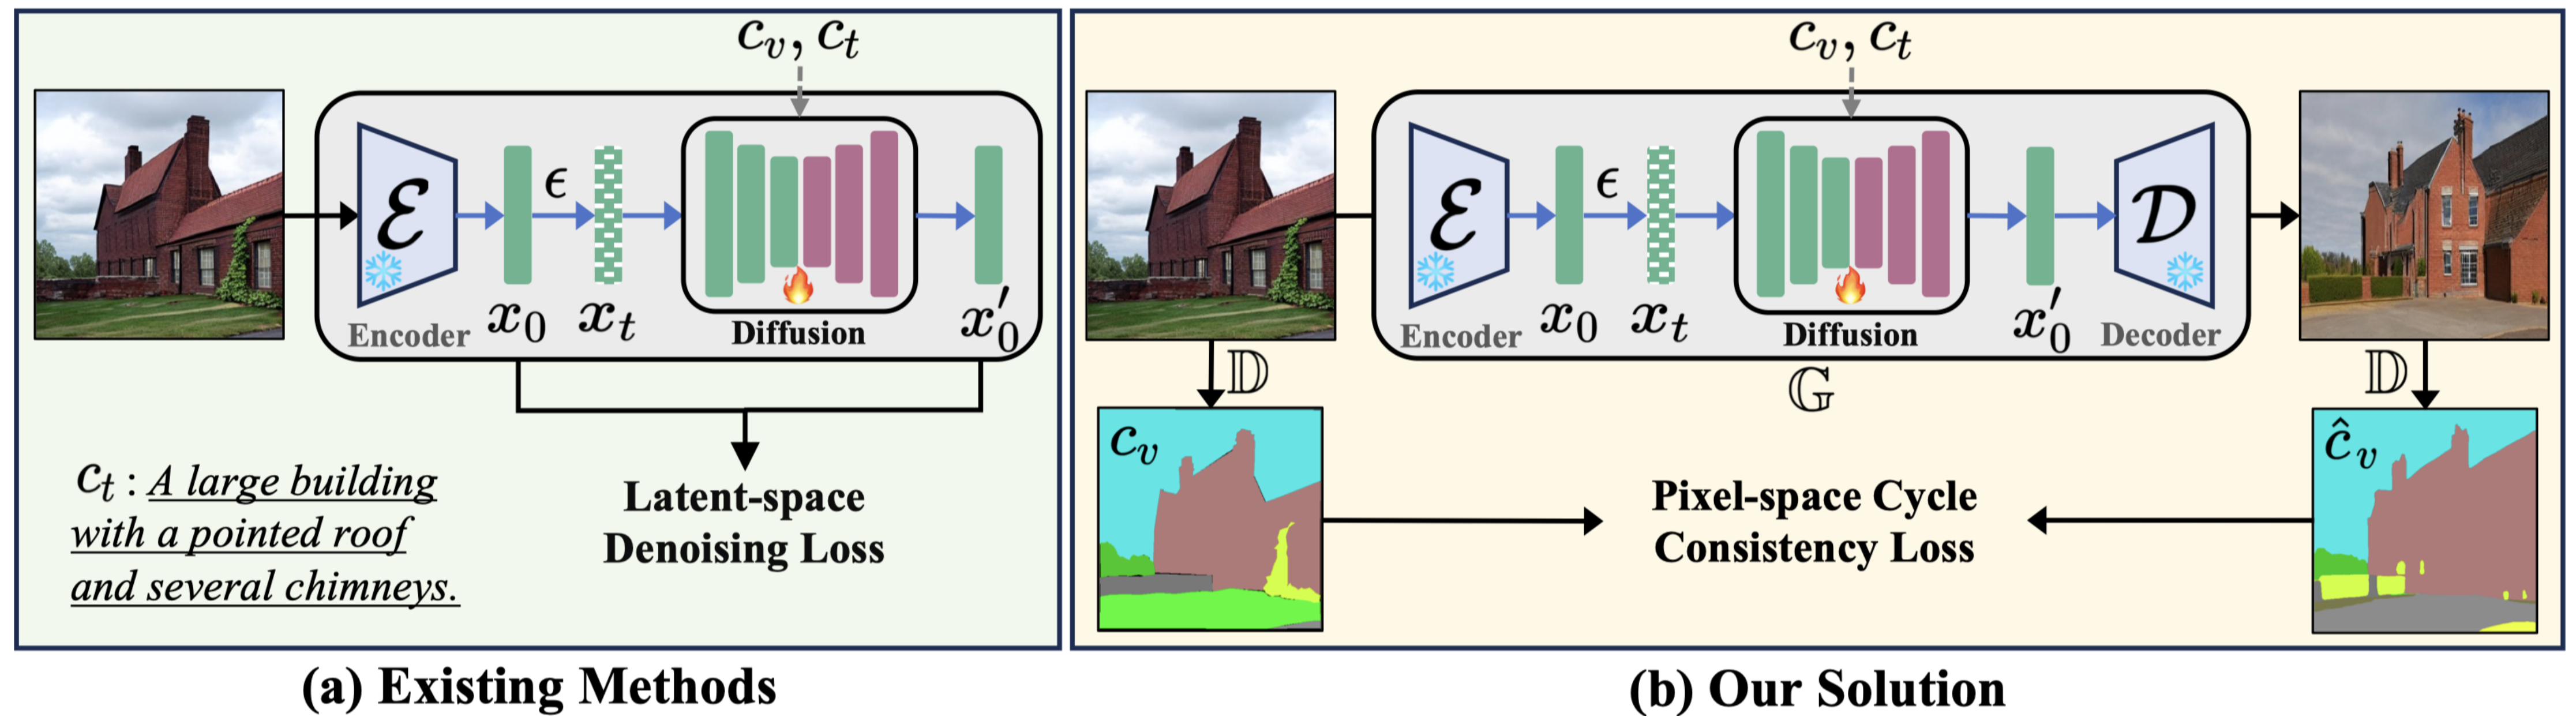 c_v, c_t
ℰ
ϵ
Encoder
x_0
x_t
Diffusion
x'_0
c_t : A large building
with a pointed roof
and several chimneys.
Latent-space
Denoising Loss
(a) Existing Methods
c_v, c_t
ℰ
ϵ
𝒟
Encoder
x_0
x_t
Diffusion
x'_0
Decoder
𝔻
𝔾
𝔻
c_v
ĉ_v
Pixel-space Cycle
Consistency Loss
(b) Our Solution